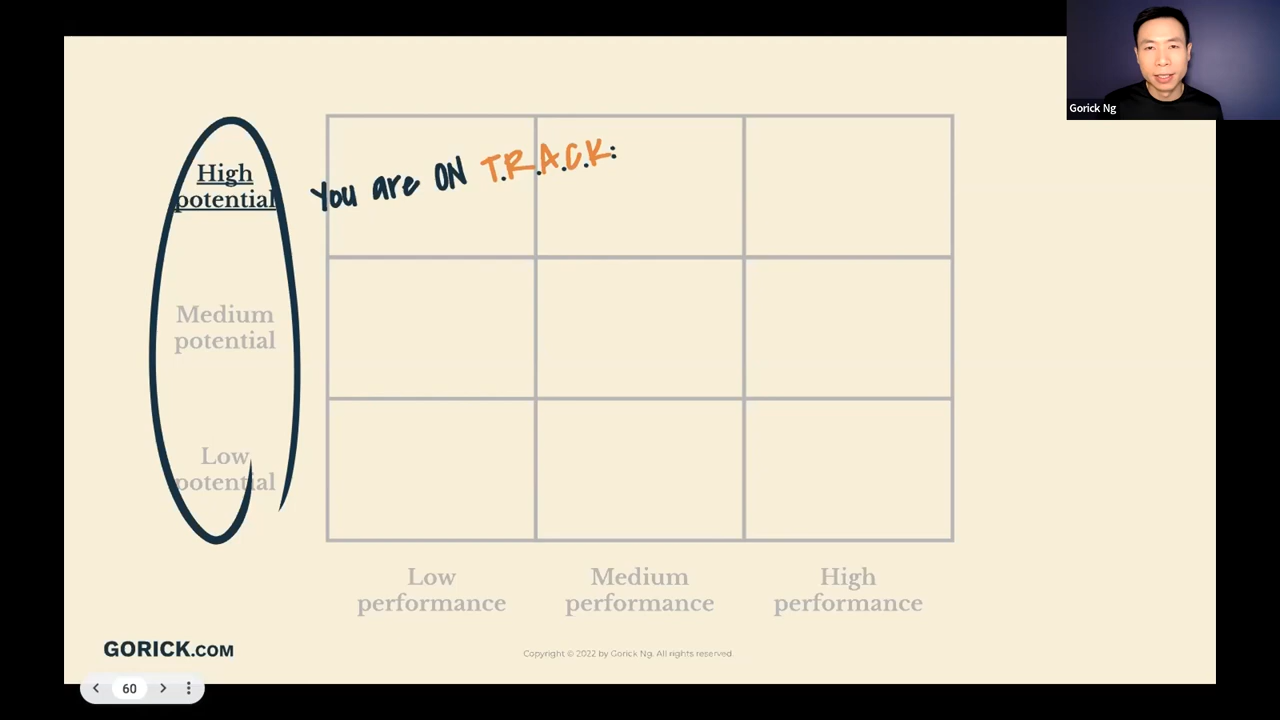 Gorick Ng
High
potential
You are ON T.R.A.C.K:
Medium
potential
Low
potential
Low
performance
Medium
performance
High
performance
GORICK.COM
Copyright © 2022 by Gorick Ng. All rights reserved
60